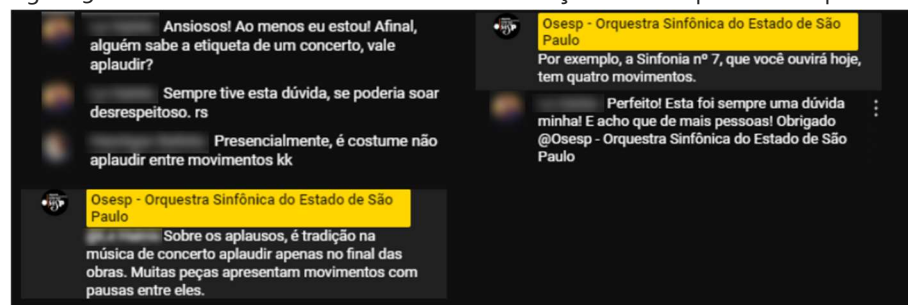 Ansiosos! Ao menos eu estou! Afinal,
alguém sabe a etiqueta de um concerto, vale
aplaudir?
Sempre tive esta dúvida, se poderia soar
desrespeitoso. rs
Presencialmente, é costume não
aplaudir entre movimentos kk
Osesp - Orquestra Sinfônica do Estado de São
Paulo
Sobre os aplausos, é tradição na
música de concerto aplaudir apenas no final das
obras. Muitas peças apresentam movimentos com
pausas entre eles.
Osesp - Orquestra Sinfônica do Estado de São
Paulo
Por exemplo, a Sinfonia nº 7, que você ouvirá hoje,
tem quatro movimentos.
Perfeito! Esta foi sempre uma dúvida
minha! E acho que de mais pessoas! Obrigado
@Osesp - Orquestra Sinfônica do Estado de São
Paulo